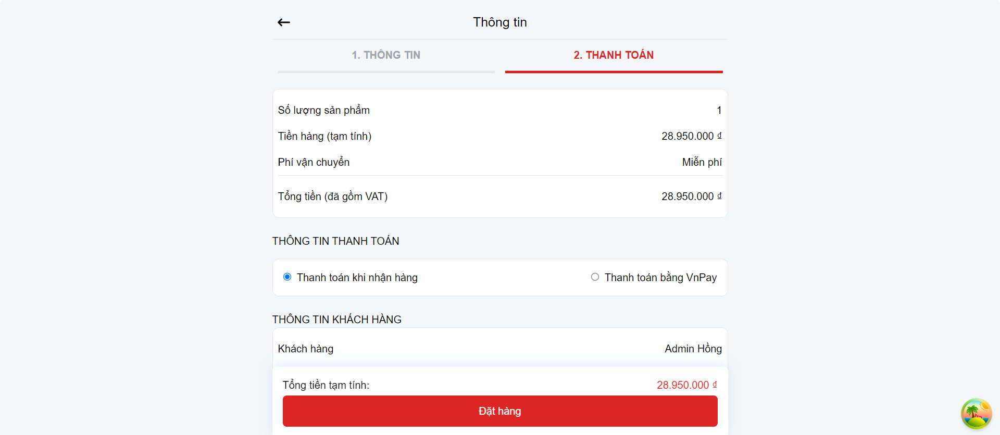 Thông tin
1. THÔNG TIN
2. THANH TOÁN
Số lượng sản phẩm 1
Tiền hàng (tạm tính) 28.950.000 ₫
Phí vận chuyển Miễn phí
Tổng tiền (đã gồm VAT) 28.950.000 ₫
THÔNG TIN THANH TOÁN
Thanh toán khi nhận hàng Thanh toán bằng VnPay
THÔNG TIN KHÁCH HÀNG
Khách hàng Admin Hồng
Tổng tiền tạm tính: 28.950.000 ₫
Đặt hàng